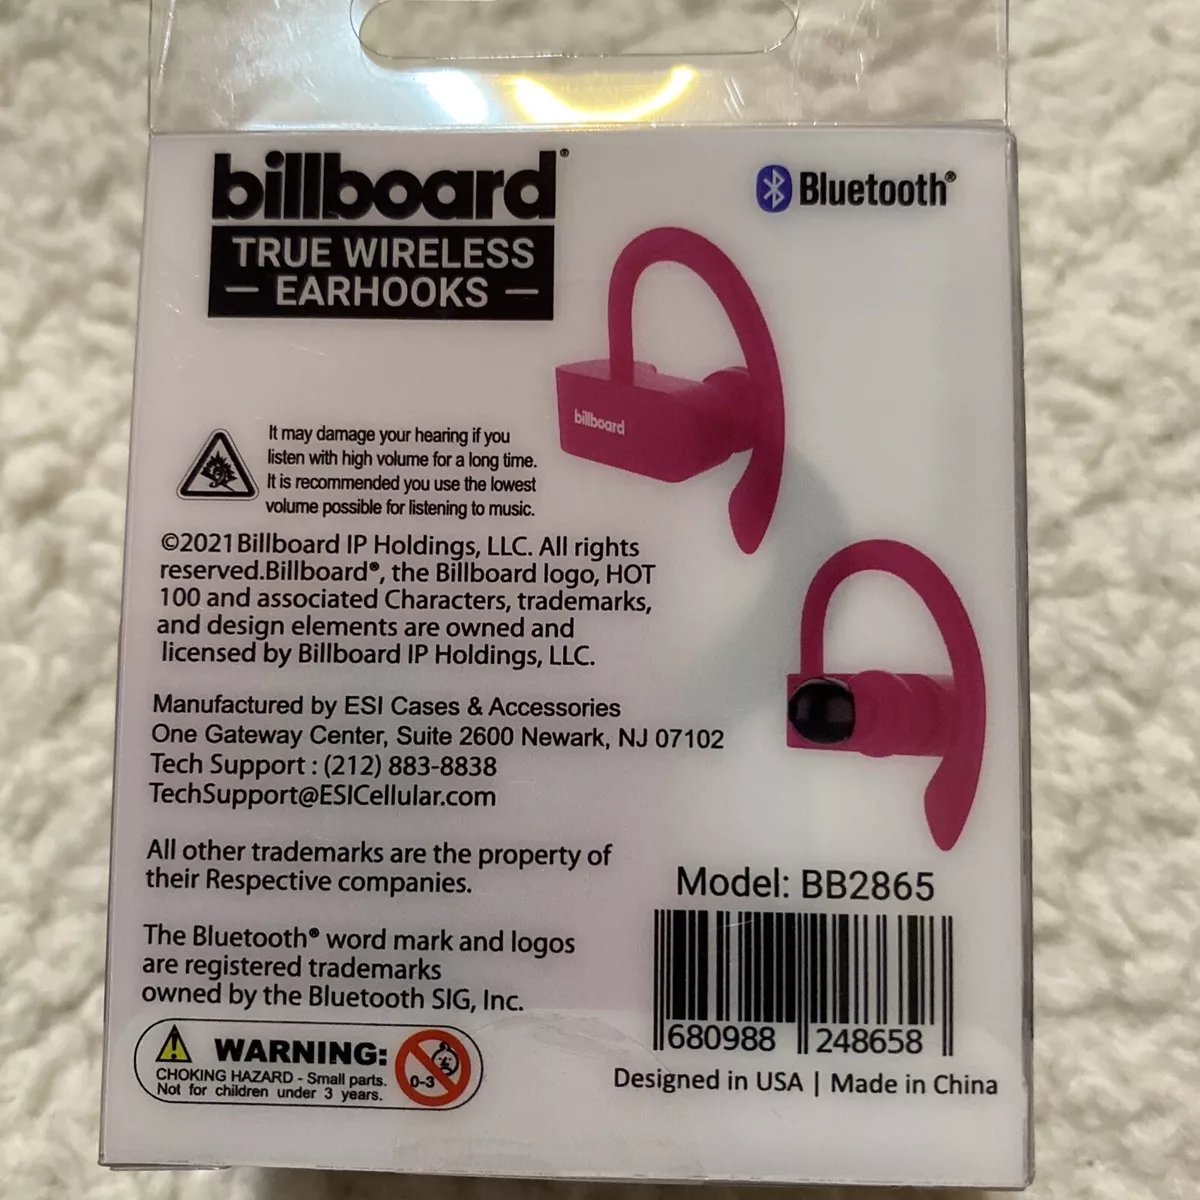 billboard®
TRUE WIRELESS
— EARHOOKS —
Bluetooth®
billboard
It may damage your hearing if you
listen with high volume for a long time.
It is recommended you use the lowest
volume possible for listening to music.
©2021 Billboard IP Holdings, LLC. All rights
reserved.Billboard®, the Billboard logo, HOT
100 and associated Characters, trademarks,
and design elements are owned and
licensed by Billboard IP Holdings, LLC.
Manufactured by ESI Cases & Accessories
One Gateway Center, Suite 2600 Newark, NJ 07102
Tech Support : (212) 883-8838
TechSupport@ESICellular.com
All other trademarks are the property of
their Respective companies.
The Bluetooth® word mark and logos
are registered trademarks
owned by the Bluetooth SIG, Inc.
WARNING:
CHOKING HAZARD - Small parts.
Not for children under 3 years.
0-3
Model: BB2865
680988 248658
Designed in USA | Made in China